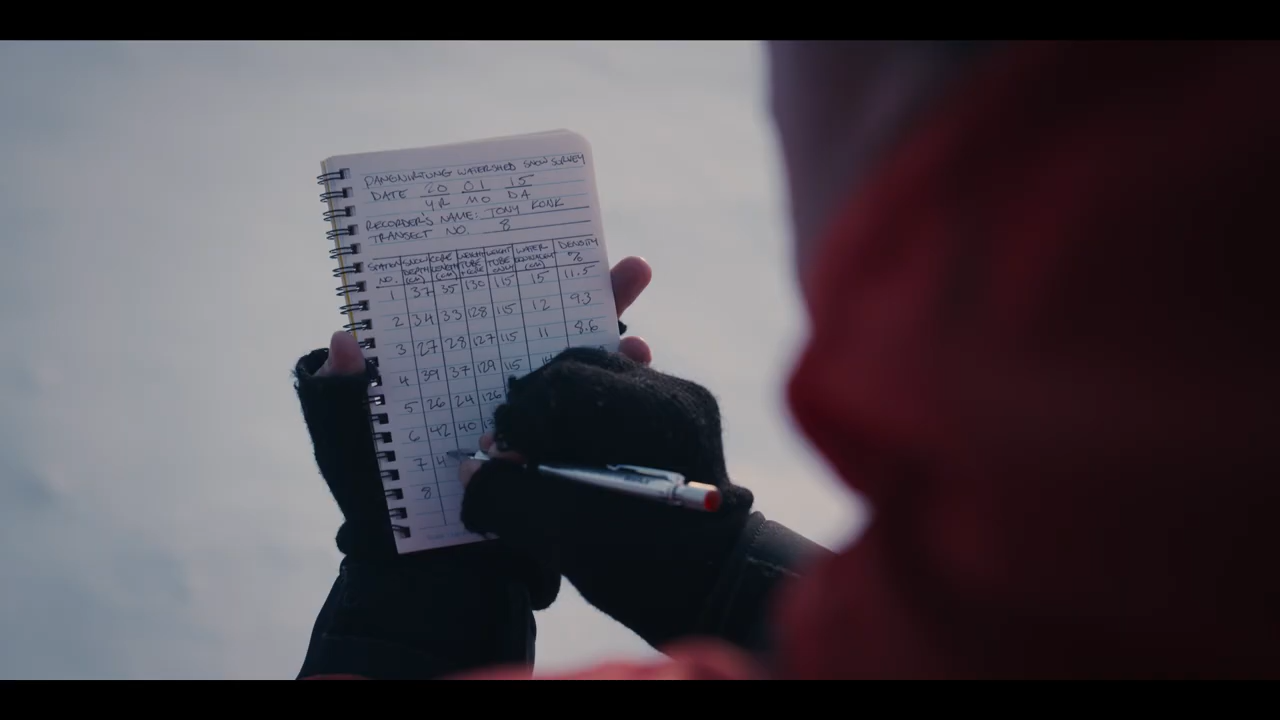 PANGNIRTUNG WATERSHED SNOW SURVEY
DATE 20 01 15
YR MO DA
RECORDER'S NAME: TONY KONK
TRANSECT NO. 8
STATION NO. SNOW DEPTH (CM) CORE LENGTH (CM) WEIGHT TUBE + CORE WEIGHT TUBE ONLY WATER EQUIVALENT (CM) DENSITY %
1 37 35 130 115 15 11.5
2 34 33 128 115 12 9.3
3 27 28 127 115 11 8.6
4 39 37 129 115
5 26 24 126
6 42 40
7 4
8